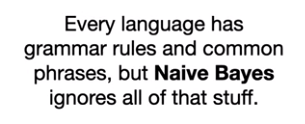 Every language has
grammar rules and common
phrases, but Naive Bayes
ignores all of that stuff.